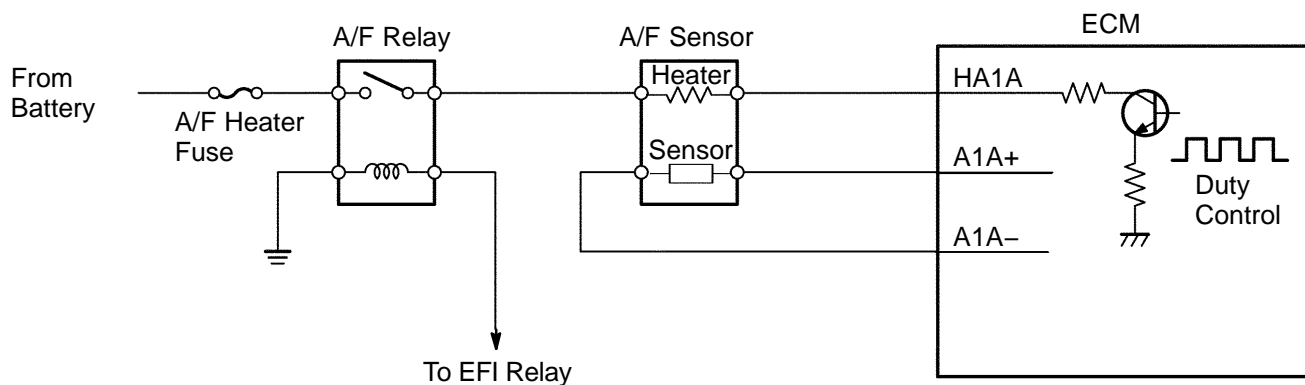 ECM
A/F Relay
A/F Sensor
From
Battery
Heater
HA1A
A/F Heater
Fuse
Sensor
A1A+
Duty
Control
A1A−
To EFI Relay